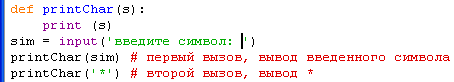 def printChar(s):
    print (s)
sim = input('введите символ: ')
printChar(sim) # первый вызов, вывод введенного символа
printChar('*') # второй вызов, вывод *